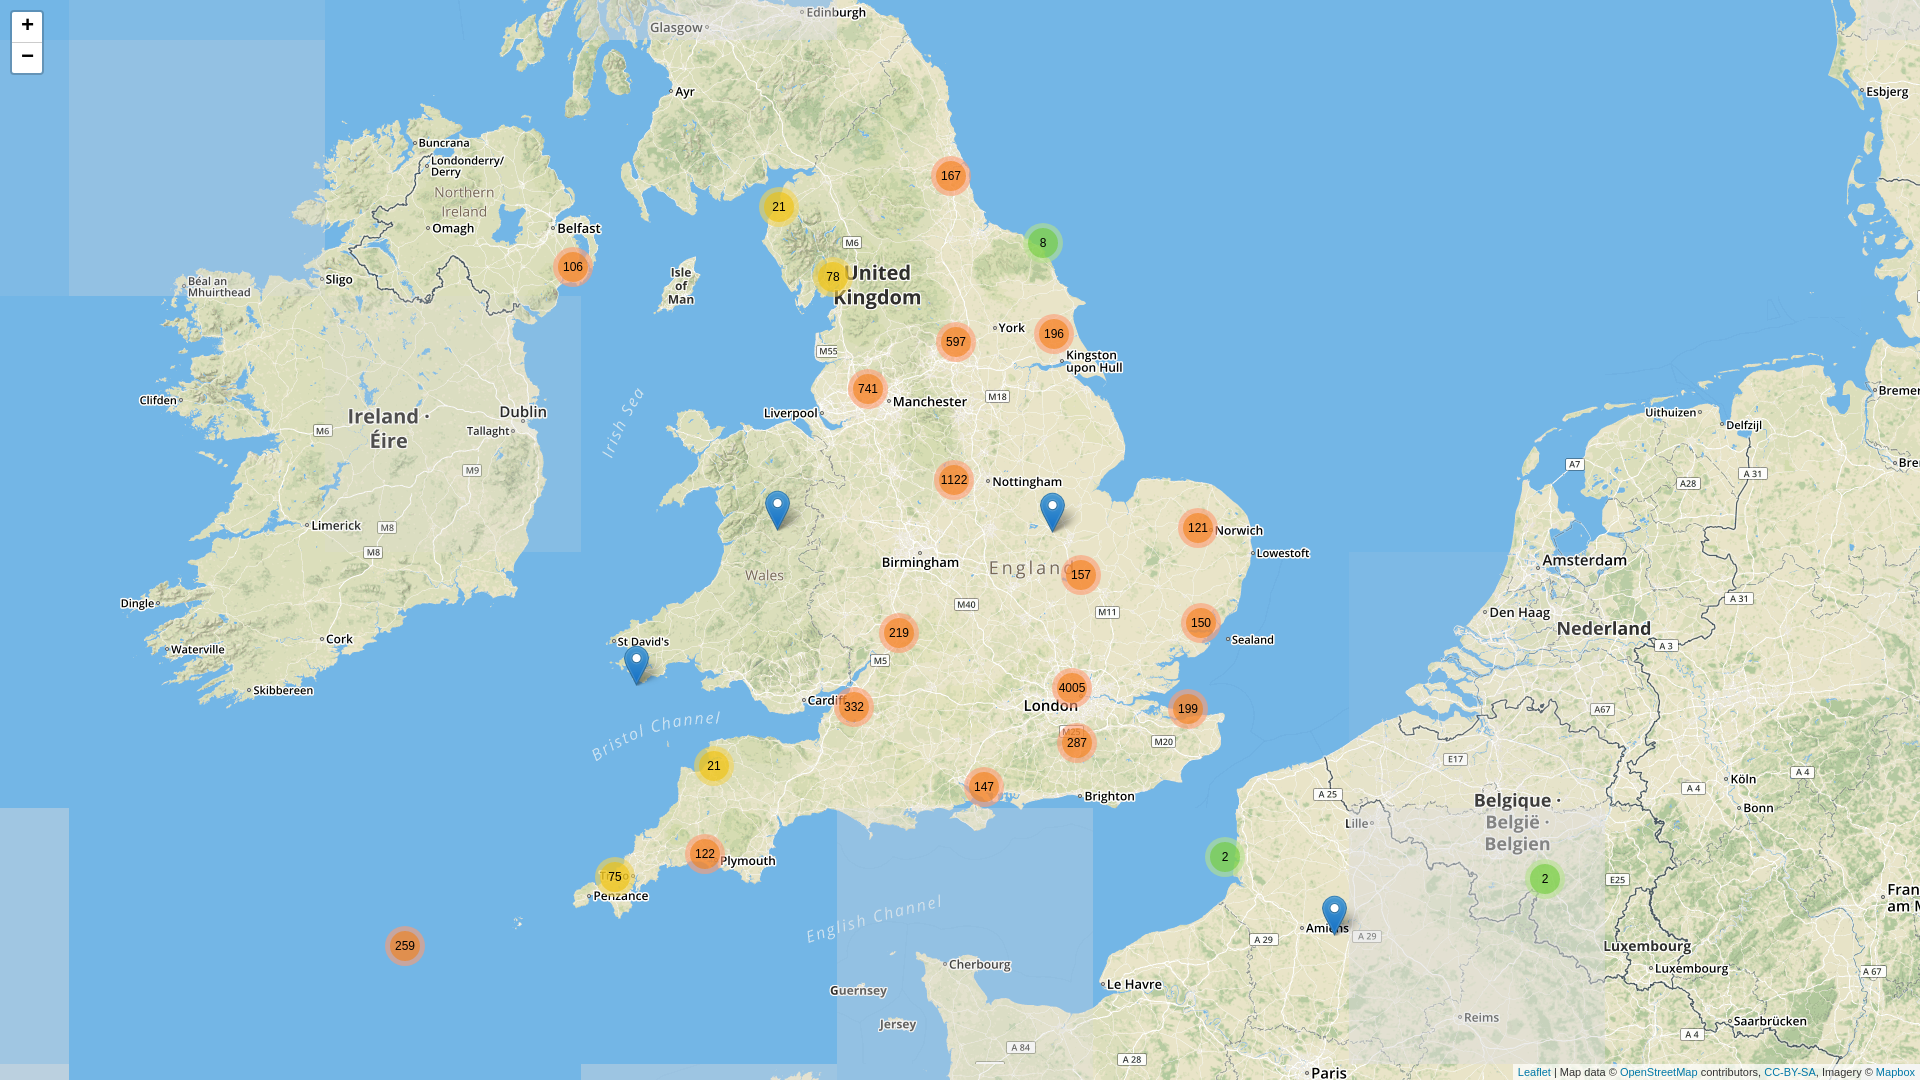 +
−
Edinburgh
Glasgow
Ayr
Esbjerg
Buncrana
Londonderry/
Derry
167
Northern
Ireland
21
Omagh
Belfast
M6
8
106
Isle
of
Man
78
United
Kingdom
Sligo
Béal an
Mhuirthead
York
196
597
M55
Kingston
upon Hull
741
M18
Clifden
Manchester
Dublin
Liverpool
Ireland ·
Éire
Tallaght
M6
Irish Sea
Uithuizen
Delfzijl
M9
A7
A 31
A28
1122
Nottingham
Limerick
M8
M8
121
Norwich
Lowestoft
Birmingham
England
157
Wales
Amsterdam
Dingle
M40
M11
A 31
Den Haag
150
219
Nederland
Cork
St David's
Sealand
Waterville
M5
A 3
Skibbereen
4005
London
Cardiff
332
199
A67
Bristol Channel
M25
287
M20
E17
21
147
Brighton
A 25
Köln
A 4
A 4
Bonn
Belgique ·
België ·
Belgien
Lille
122
Plymouth
2
75
Penzance
2
E25
English Channel
259
Amiens
A 29
A 29
Luxembourg
Cherbourg
Luxembourg
A 67
Le Havre
Guernsey
Reims
Saarbrücken
Jersey
A 4
A 84
A 28
Paris
Leaflet | Map data © OpenStreetMap contributors, CC-BY-SA, Imagery © Mapbox